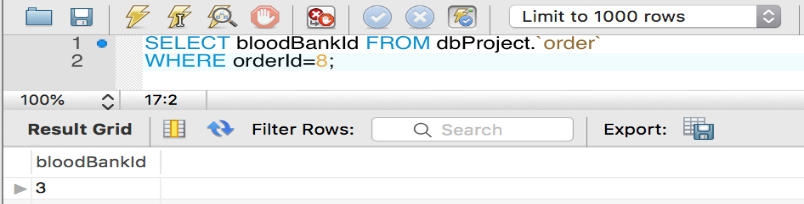 Limit to 1000 rows
1 SELECT bloodBankId FROM dbProject.`order`
2 WHERE orderId=8;
100% 17:2
Result Grid Filter Rows: Search Export:
bloodBankId
3